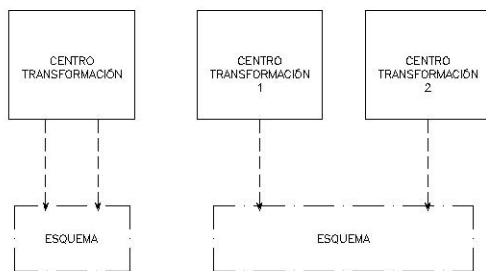 CENTRO
TRANSFORMACIÓN
CENTRO
TRANSFORMACIÓN
1
CENTRO
TRANSFORMACIÓN
2
ESQUEMA
ESQUEMA